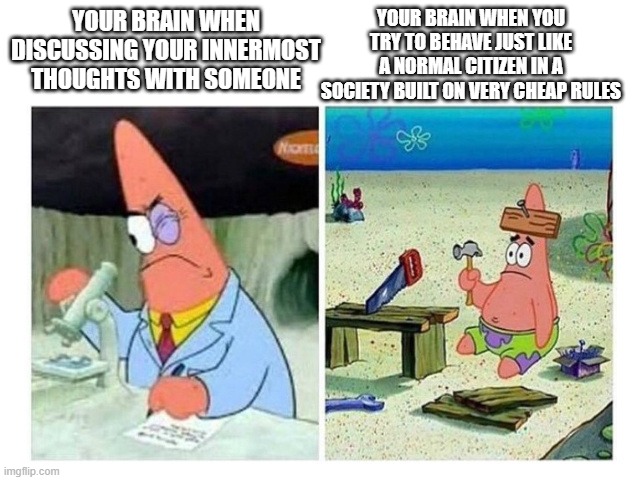 YOUR BRAIN WHEN
DISCUSSING YOUR INNERMOST
THOUGHTS WITH SOMEONE
YOUR BRAIN WHEN YOU
TRY TO BEHAVE JUST LIKE
A NORMAL CITIZEN IN A
SOCIETY BUILT ON VERY CHEAP RULES
imgflip.com